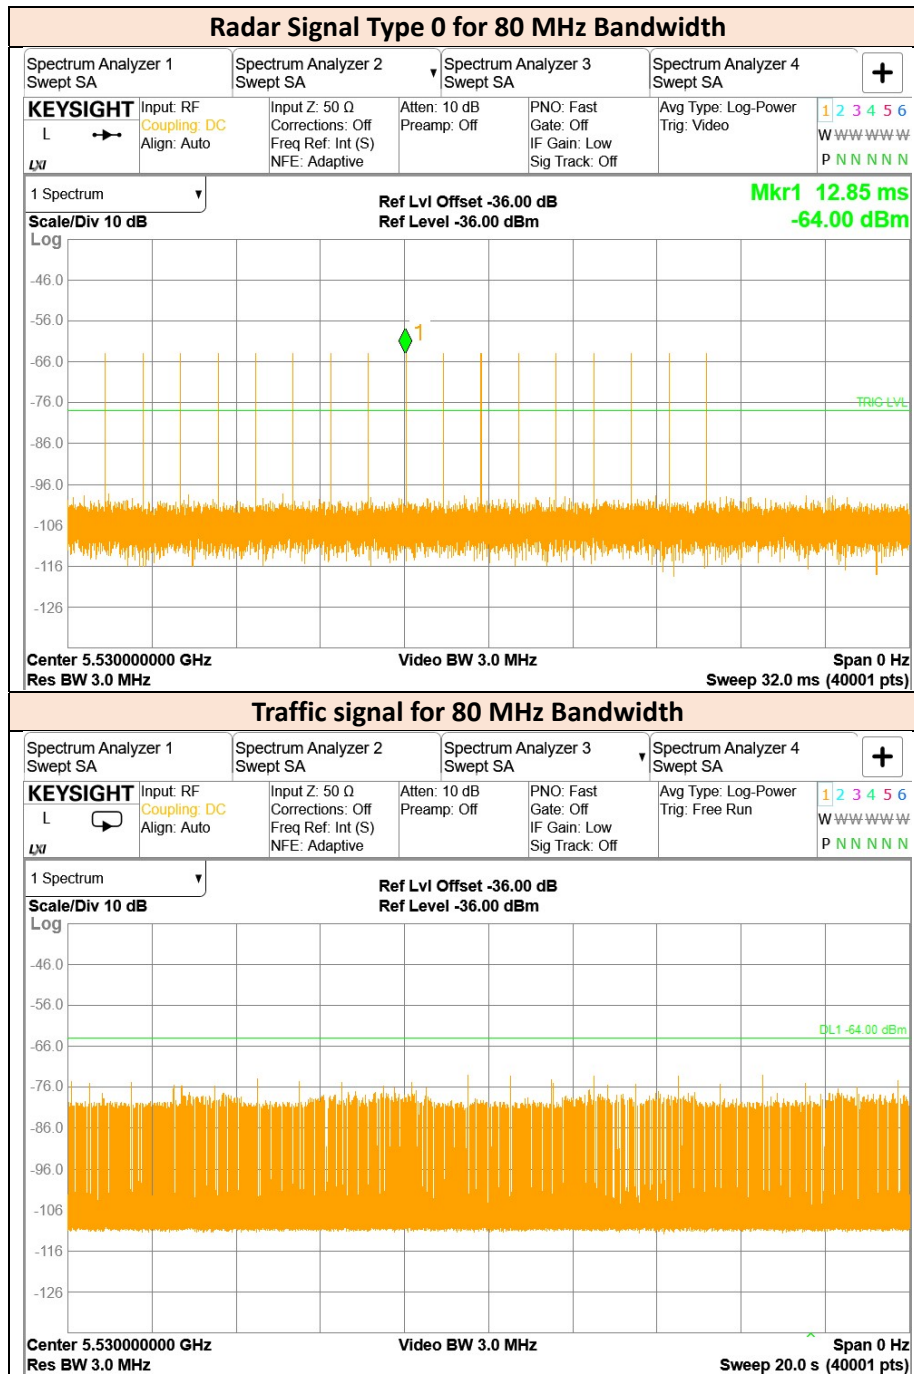 Radar Signal Type 0 for 80 MHz Bandwidth
Spectrum Analyzer 1 Spectrum Analyzer 2 Spectrum Analyzer 3 Spectrum Analyzer 4
Swept SA Swept SA Swept SA Swept SA
KEYSIGHT Input: RF Input Z: 50 Ω Atten: 10 dB PNO: Fast Avg Type: Log-Power 1 2 3 4 5 6
L Coupling: DC Corrections: Off Preamp: Off Gate: Off Trig: Video W W W W W W
Align: Auto Freq Ref: Int (S) IF Gain: Low
LXI NFE: Adaptive Sig Track: Off P N N N N N
1 Spectrum Ref Lvl Offset -36.00 dB Mkr1 12.85 ms
Scale/Div 10 dB Ref Level -36.00 dBm -64.00 dBm
Log
-46.0
-56.0
1
-66.0
-76.0
TRIG LVL
-86.0
-96.0
-106
-116
-126
Center 5.530000000 GHz Video BW 3.0 MHz Span 0 Hz
Res BW 3.0 MHz Sweep 32.0 ms (40001 pts)
Traffic signal for 80 MHz Bandwidth
Spectrum Analyzer 1 Spectrum Analyzer 2 Spectrum Analyzer 3 Spectrum Analyzer 4
Swept SA Swept SA Swept SA Swept SA
KEYSIGHT Input: RF Input Z: 50 Ω Atten: 10 dB PNO: Fast Avg Type: Log-Power 1 2 3 4 5 6
L Coupling: DC Corrections: Off Preamp: Off Gate: Off Trig: Free Run W W W W W W
Align: Auto Freq Ref: Int (S) IF Gain: Low
LXI NFE: Adaptive Sig Track: Off P N N N N N
1 Spectrum Ref Lvl Offset -36.00 dB
Scale/Div 10 dB Ref Level -36.00 dBm
Log
-46.0
-56.0
DL1 -64.00 dBm
-66.0
-76.0
-86.0
-96.0
-106
-116
-126
Center 5.530000000 GHz Video BW 3.0 MHz Span 0 Hz
Res BW 3.0 MHz Sweep 20.0 s (40001 pts)